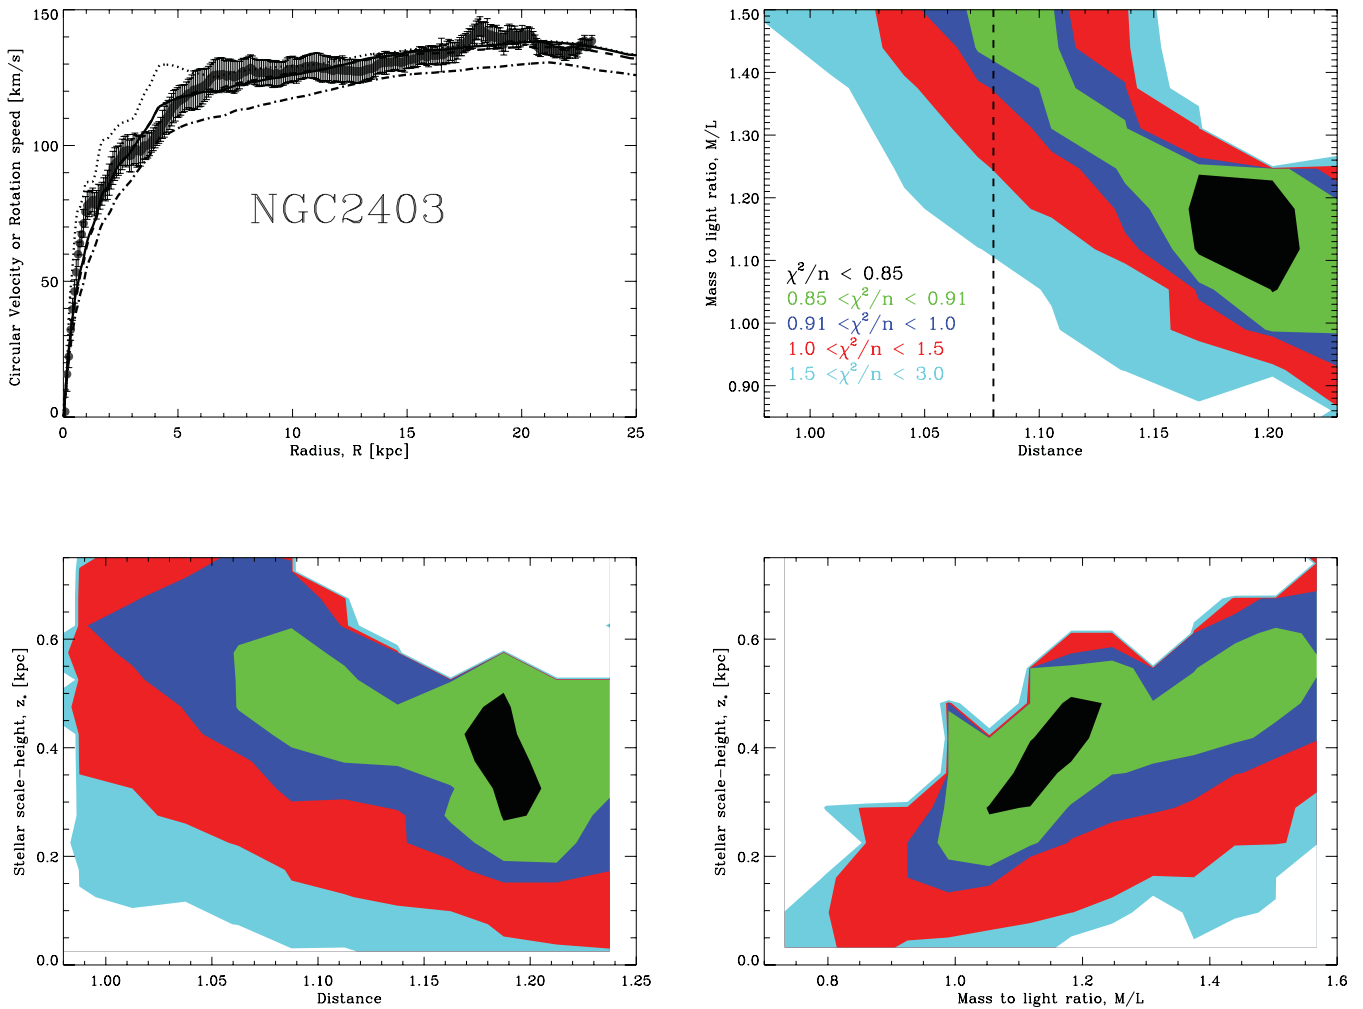 Circular Velocity or Rotation speed [km/s]
150
100
50
0
NGC2403
0 5 10 15 20 25
Radius, R [kpc]
Mass to light ratio, M/L
1.50
1.40
1.30
1.20
1.10
1.00
0.90
χ²/n < 0.85
0.85 <χ²/n < 0.91
0.91 <χ²/n < 1.0
1.0 <χ²/n < 1.5
1.5 <χ²/n < 3.0
1.00 1.05 1.10 1.15 1.20
Distance
Stellar scale-height, z* [kpc]
0.6
0.4
0.2
0.0
1.00 1.05 1.10 1.15 1.20 1.25
Distance
Stellar scale-height, z* [kpc]
0.6
0.4
0.2
0.0
0.8 1.0 1.2 1.4 1.6
Mass to light ratio, M/L